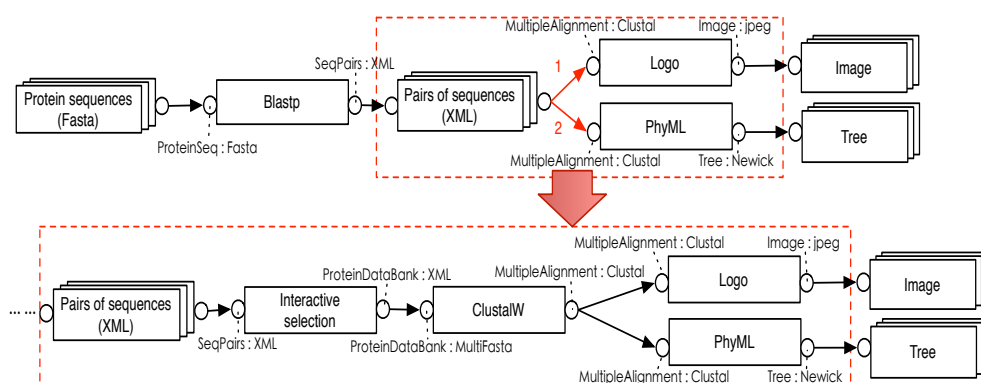 MultipleAlignment : Clustal
Image : jpeg
SeqPairs : XML
1
Logo
Image
Protein sequences
(Fasta)
Blastp
Pairs of sequences
(XML)
2
PhyML
Tree
ProteinSeq : Fasta
MultipleAlignment : Clustal
Tree : Newick
MultipleAlignment : Clustal
Image : jpeg
ProteinDataBank : XML
MultipleAlignment : Clustal
Logo
Image
... ...
Pairs of sequences
(XML)
Interactive
selection
ClustalW
SeqPairs : XML
ProteinDataBank : MultiFasta
PhyML
Tree
MultipleAlignment : Clustal
Tree : Newick